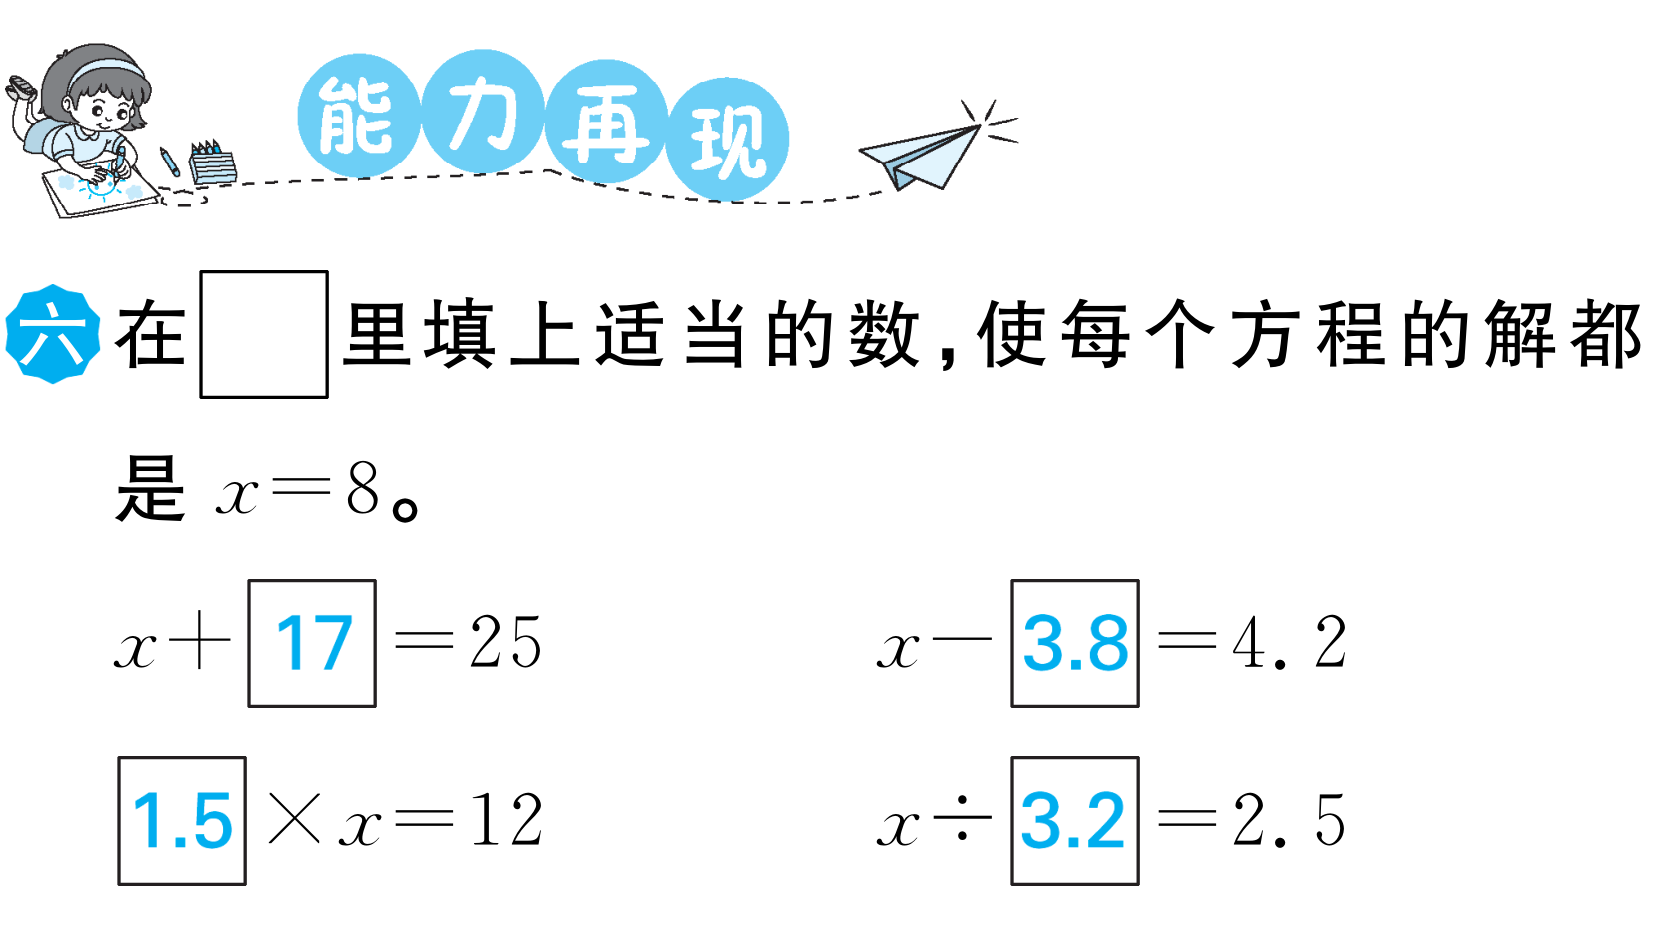 能力再现
六 在□里填上适当的数,使每个方程的解都
是 x=8。
x+17=25 x-3.8=4.2
1.5×x=12 x÷3.2=2.5